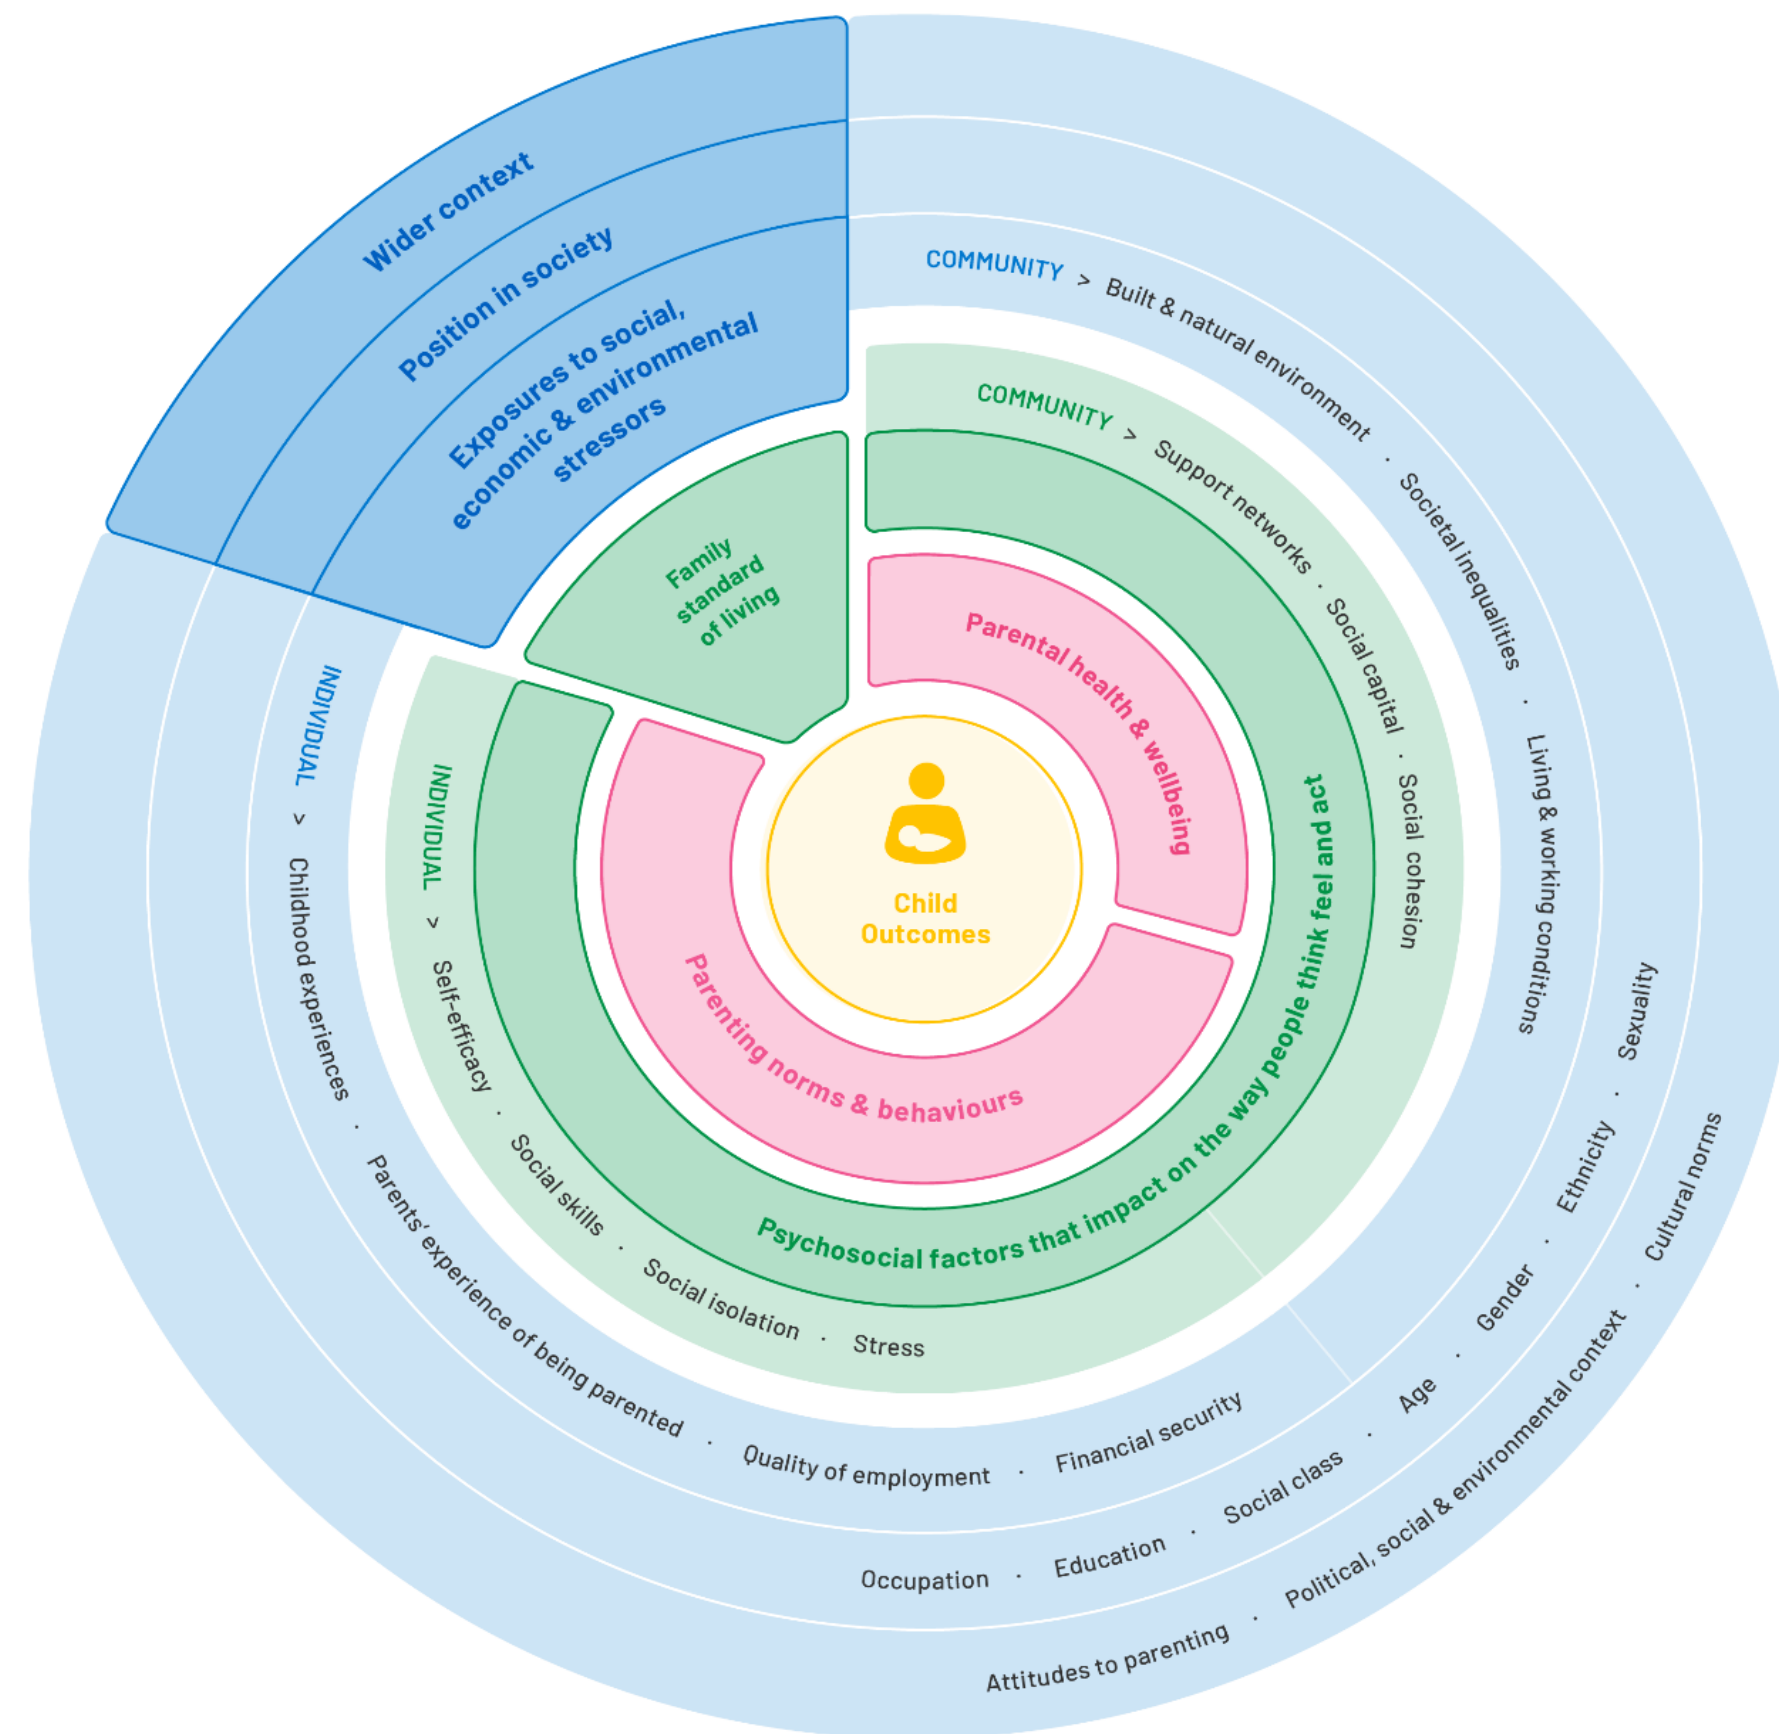 Wider context
Position in society
Exposures to social,
economic & environmental
stressors
Family
standard
of living
COMMUNITY > Built & natural environment · Societal inequalities · Living & working conditions
COMMUNITY > Support networks · Social capital · Social cohesion
Parental health & wellbeing
Child
Outcomes
Parenting norms & behaviours
Psychosocial factors that impact on the way people think feel and act
INDIVIDUAL > Self-efficacy · Social skills · Social isolation · Stress
INDIVIDUAL > Childhood experiences · Parents' experience of being parented · Quality of employment · Financial security
Occupation · Education · Social class · Age · Gender · Ethnicity · Sexuality
Attitudes to parenting · Political, social & environmental context · Cultural norms